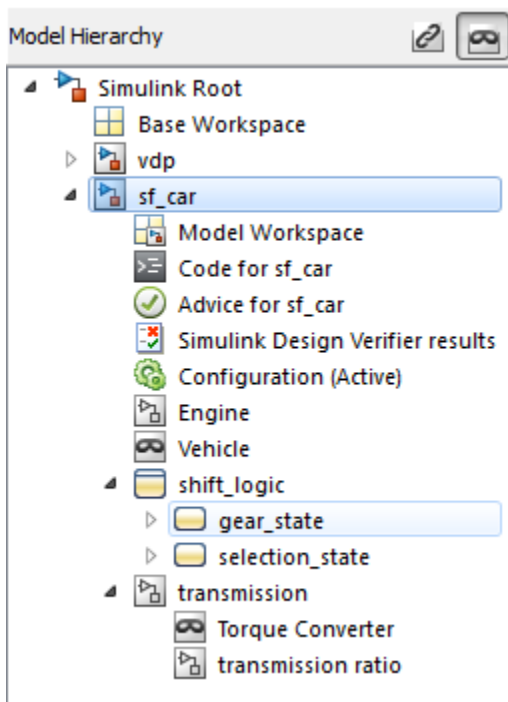 Model Hierarchy
Simulink Root
Base Workspace
vdp
sf_car
Model Workspace
Code for sf_car
Advice for sf_car
Simulink Design Verifier results
Configuration (Active)
Engine
Vehicle
shift_logic
gear_state
selection_state
transmission
Torque Converter
transmission ratio